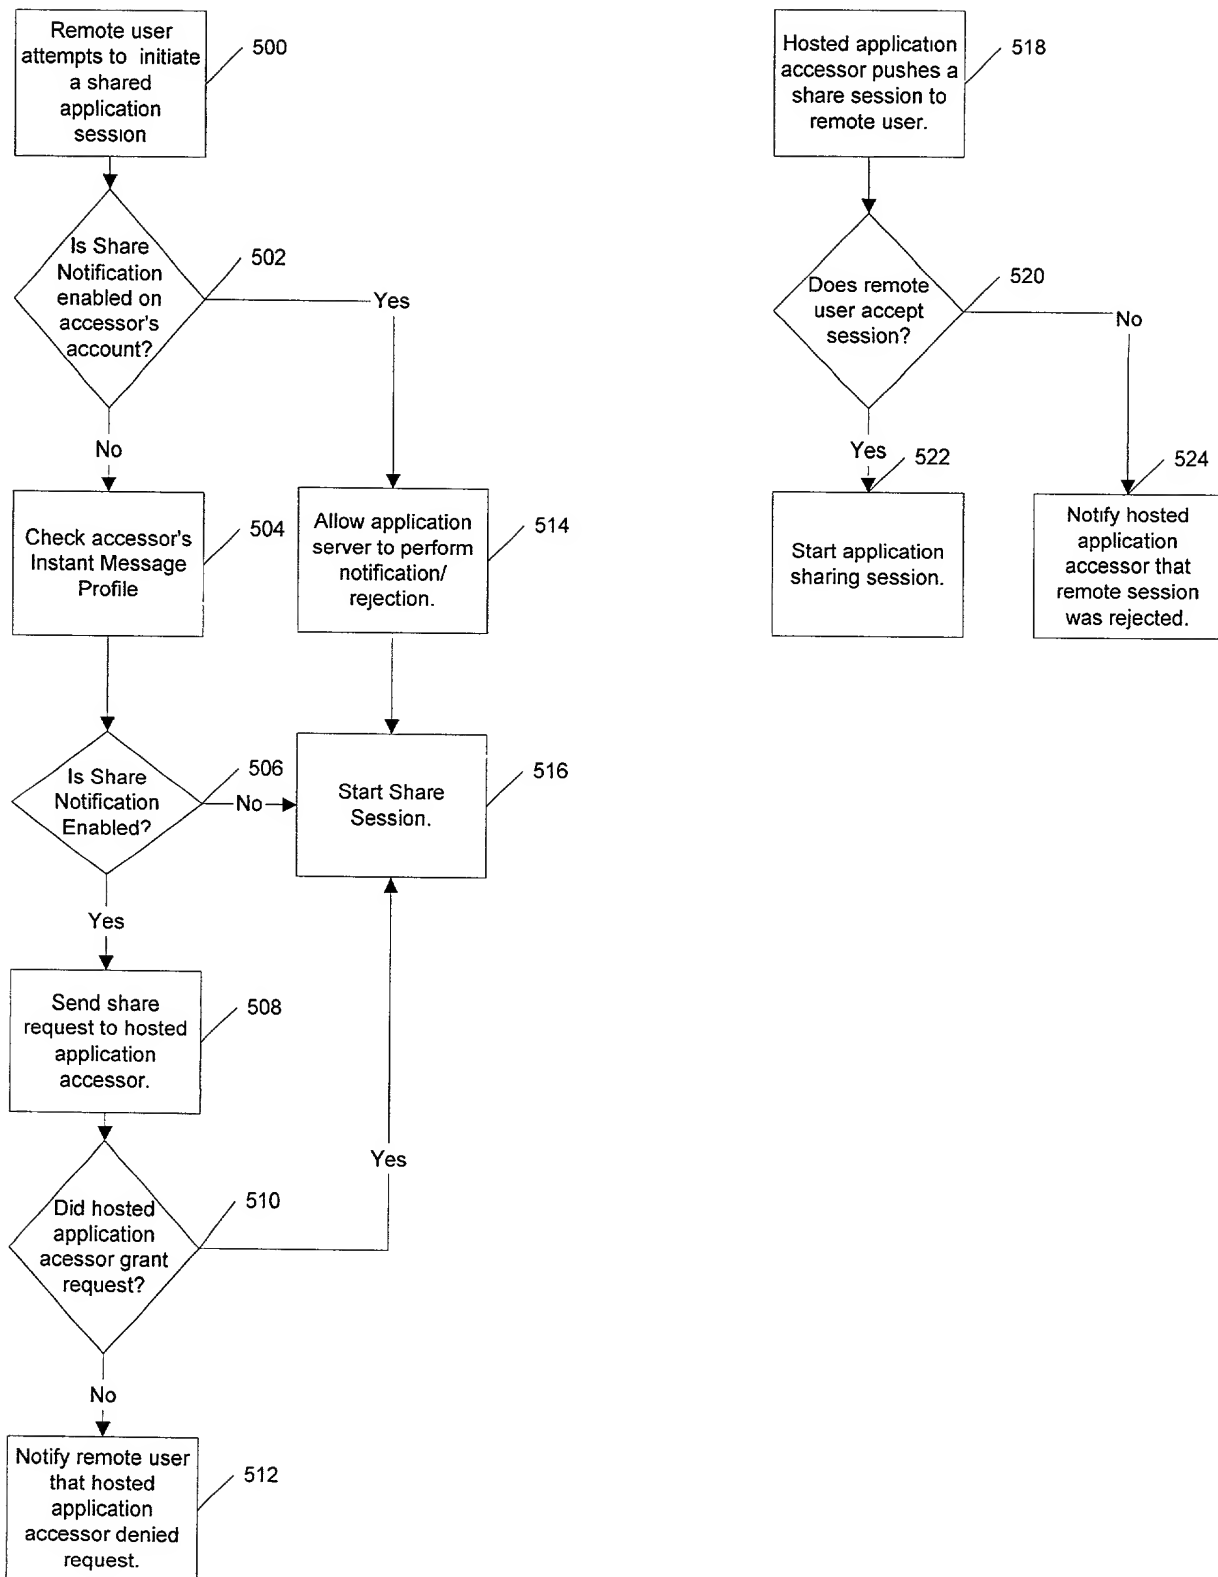 Remote user
attempts to initiate
a shared
application
session
500
Is Share
Notification
enabled on
accessor's
account?
502
Yes
No
Check accessor's
Instant Message
Profile
504
Allow application
server to perform
notification/
rejection.
514
Is Share
Notification
Enabled?
506
No
Start Share
Session.
516
Yes
Send share
request to hosted
application
accessor.
508
Did hosted
application
acessor grant
request?
510
Yes
No
Notify remote user
that hosted
application
accessor denied
request.
512
Hosted application
accessor pushes a
share session to
remote user.
518
Does remote
user accept
session?
520
No
Yes
522
Start application
sharing session.
524
Notify hosted
application
accessor that
remote session
was rejected.